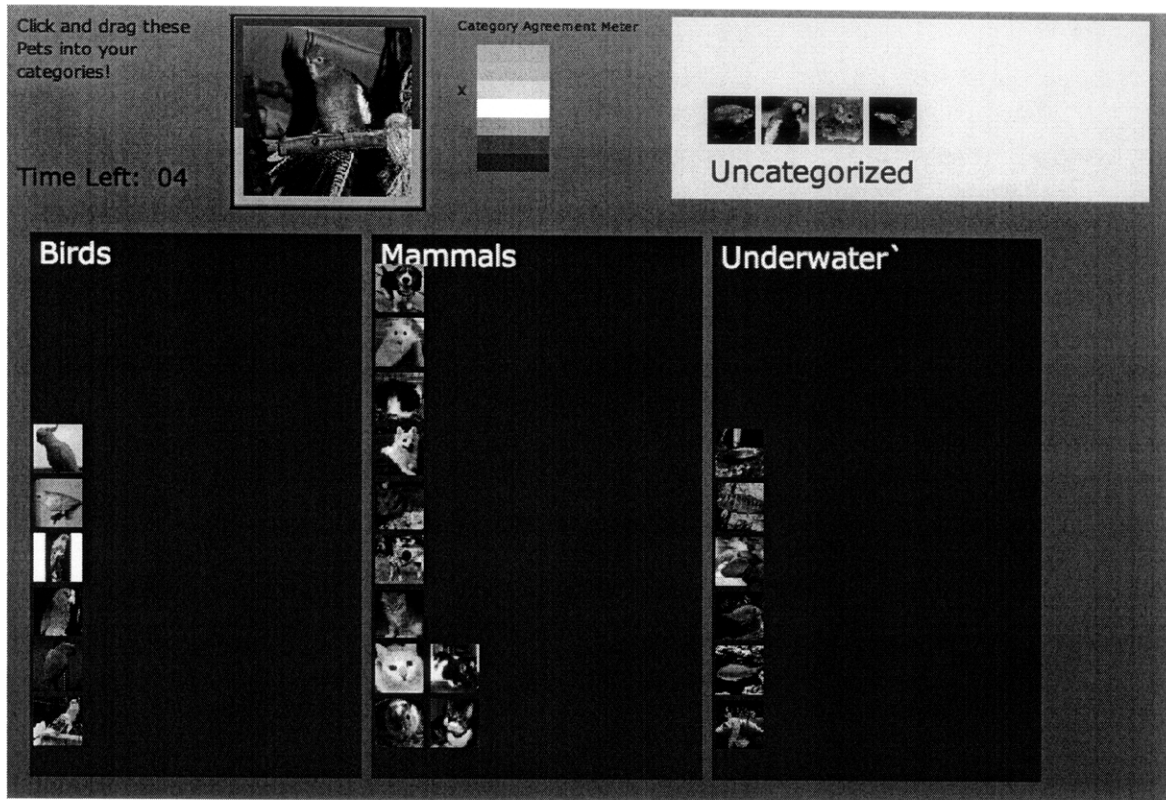 Click and drag these
Pets into your
categories!
Time Left: 04
Category Agreement Meter
x
Uncategorized
Birds
Mammals
Underwater`